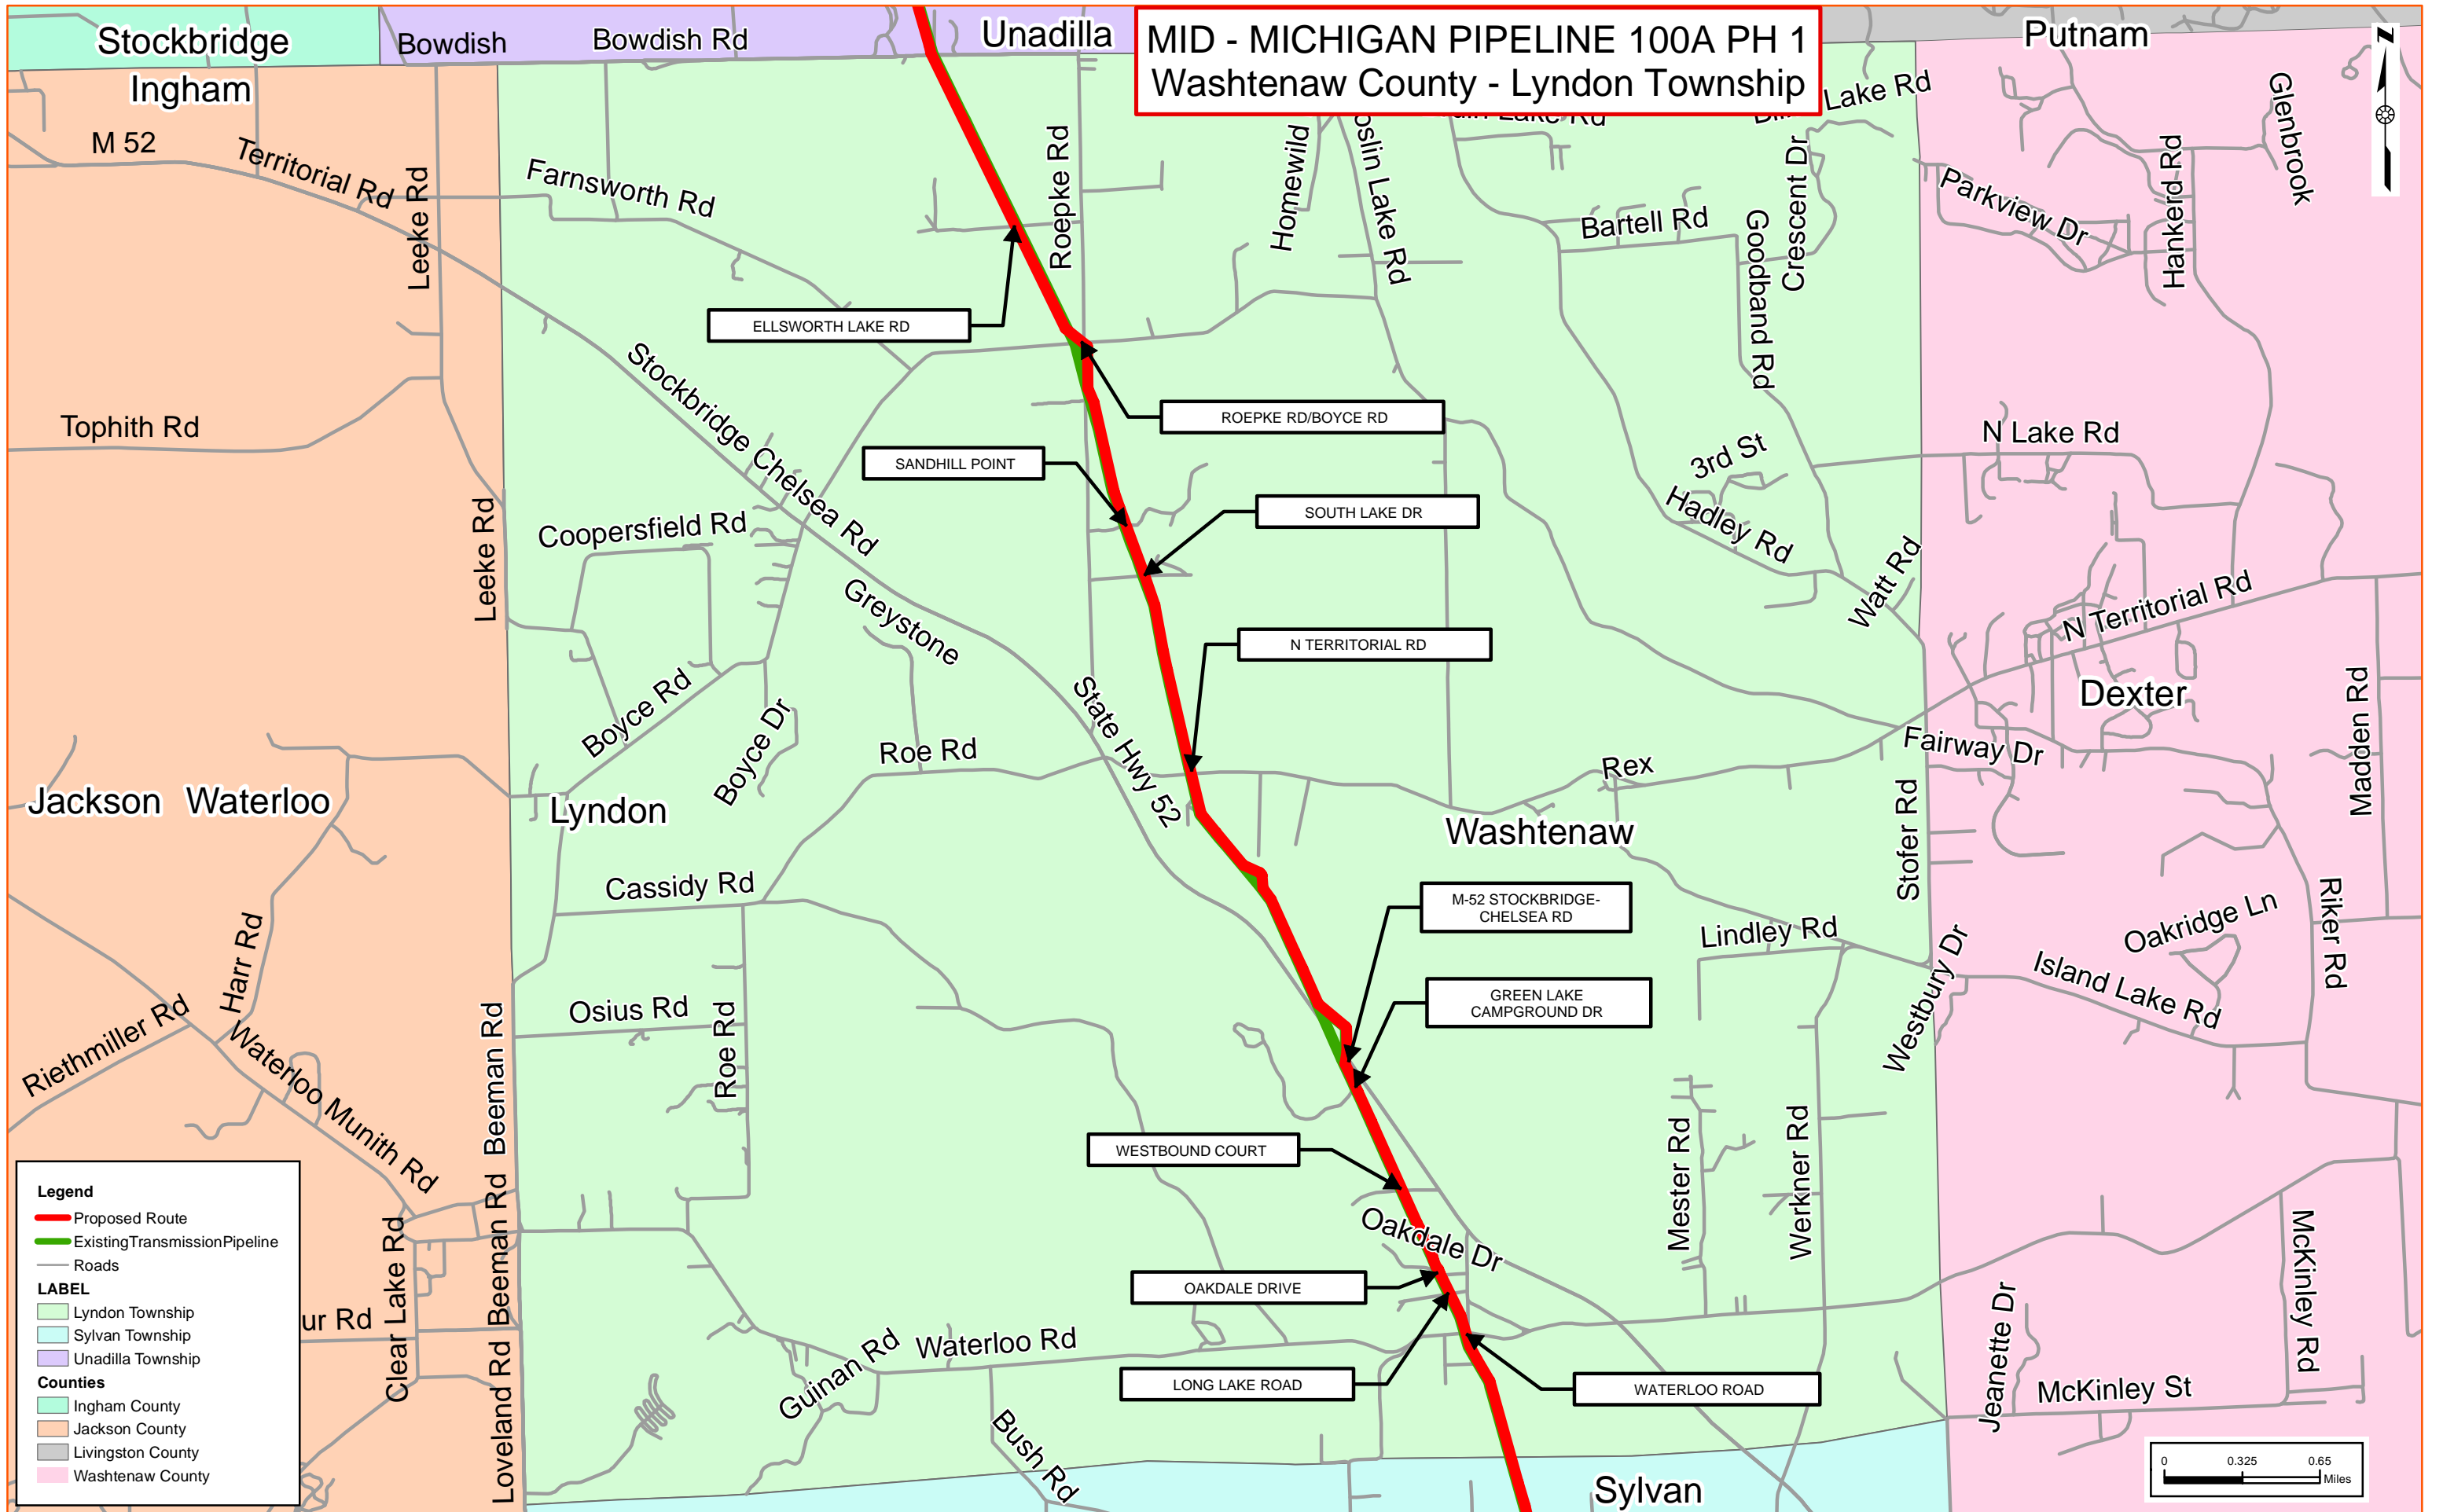 Stockbridge
Bowdish
Bowdish Rd
Unadilla
MID - MICHIGAN PIPELINE 100A PH 1
Washtenaw County - Lyndon Township
Putnam
N
Ingham
M 52
Territorial Rd
Leeke Rd
Farnsworth Rd
Roepke Rd
Homewild
oslin Lake Rd
Lake Rd
Crescent Dr
Bartell Rd
Goodband Rd
Parkview Dr
Hankerd Rd
Glenbrook
ELLSWORTH LAKE RD
ROEPKE RD/BOYCE RD
Tophith Rd
Stockbridge Chelsea Rd
SANDHILL POINT
SOUTH LAKE DR
3rd St
N Lake Rd
Hadley Rd
Leeke Rd
Coopersfield Rd
Greystone
Watt Rd
N Territorial Rd
N TERRITORIAL RD
Boyce Rd
Boyce Dr
State Hwy 52
Roe Rd
Rex
Dexter
Fairway Dr
Madden Rd
Jackson
Waterloo
Lyndon
Washtenaw
Stofer Rd
Cassidy Rd
M-52 STOCKBRIDGE-
CHELSEA RD
Lindley Rd
Westbury Dr
Oakridge Ln
Riker Rd
Harr Rd
Riethmiller Rd
Osius Rd
Roe Rd
Beeman Rd
GREEN LAKE
CAMPGROUND DR
Island Lake Rd
Waterloo Munith Rd
WESTBOUND COURT
Mester Rd
Werkner Rd
Oakdale Dr
Beeman Rd
Clear Lake Rd
ur Rd
OAKDALE DRIVE
McKinley Rd
Jeanette Dr
Guinan Rd
Waterloo Rd
LONG LAKE ROAD
WATERLOO ROAD
McKinley St
Loveland Rd
Bush Rd
Sylvan
Legend
Proposed Route
ExistingTransmissionPipeline
Roads
LABEL
Lyndon Township
Sylvan Township
Unadilla Township
Counties
Ingham County
Jackson County
Livingston County
Washtenaw County
0 0.325 0.65
Miles